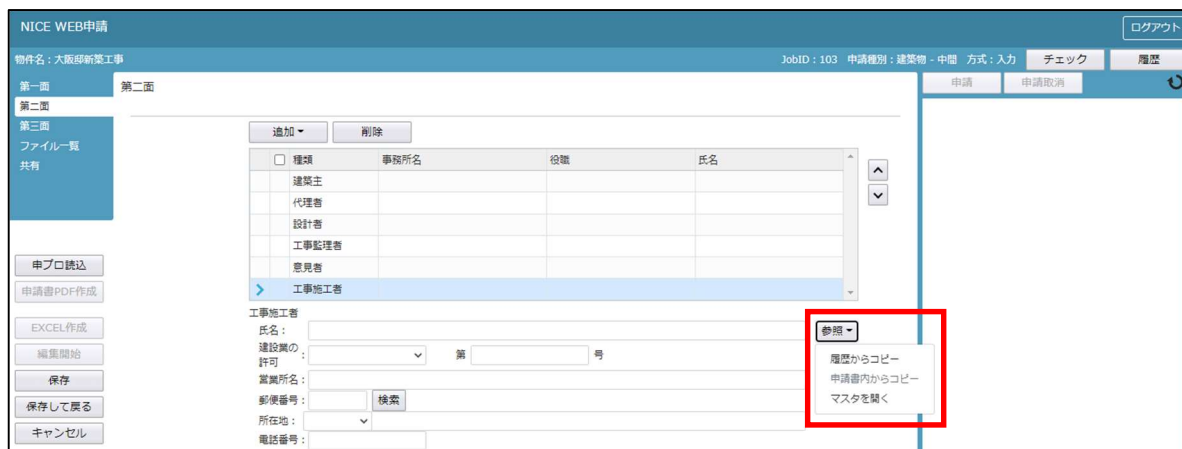 NICE WEB申請
ログアウト
物件名：大阪邸新築工事
JobID：103 申請種別：建築物 - 中間 方式：入力
チェック
履歴
第一面
第二面
第三面
ファイル一覧
共有
第二面
申請
申請取消
追加
削除
種類 事務所名 役職 氏名
建築主
代理者
設計者
工事監理者
意見者
工事施工者
申プロ読込
申請書PDF作成
EXCEL作成
編集開始
保存
保存して戻る
キャンセル
工事施工者
氏名：
参照
建設業の許可： 第 号
営業所名：
郵便番号： 検索
所在地：
電話番号：
履歴からコピー
申請書内からコピー
マスタを開く